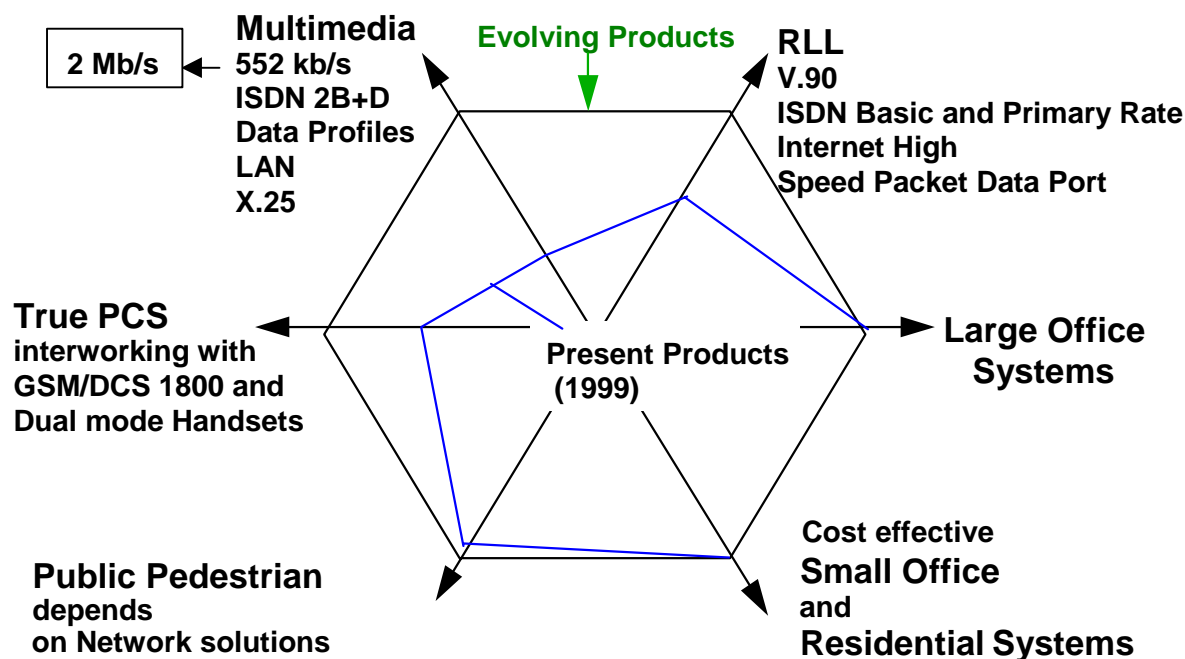 2 Mb/s
Multimedia
552 kb/s
ISDN 2B+D
Data Profiles
LAN
X.25
Evolving Products
RLL
V.90
ISDN Basic and Primary Rate
Internet High
Speed Packet Data Port
True PCS
interworking with
GSM/DCS 1800 and
Dual mode Handsets
Present Products
(1999)
Large Office
Systems
Public Pedestrian
depends
on Network solutions
Cost effective
Small Office
and
Residential Systems